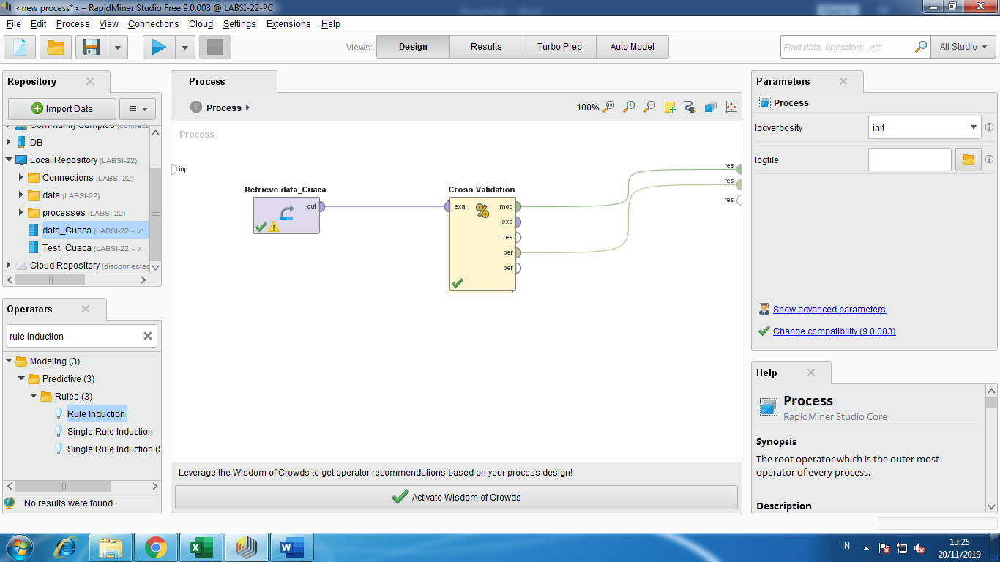 <new process*> – RapidMiner Studio Free 9.0.003 @ LABSI-22-PC
File Edit Process View Connections Cloud Settings Extensions Help
Views: Design Results Turbo Prep Auto Model
Find data, operators...etc
All Studio
Repository
Import Data
Community Samples (connecte
DB
Local Repository (LABSI-22)
Connections (LABSI-22)
data (LABSI-22)
processes (LABSI-22)
data_Cuaca (LABSI-22 - v1,
Test_Cuaca (LABSI-22 - v1,
Cloud Repository (disconnected
Operators
rule induction
Modeling (3)
Predictive (3)
Rules (3)
Rule Induction
Single Rule Induction
Single Rule Induction (S
No results were found.
Process
Process
100%
Process
inp
Retrieve data_Cuaca
out
Cross Validation
exa
mod
exa
tes
per
per
res
res
res
Leverage the Wisdom of Crowds to get operator recommendations based on your process design!
Activate Wisdom of Crowds
Parameters
Process
logverbosity
init
logfile
Show advanced parameters
Change compatibility (9.0.003)
Help
Process
RapidMiner Studio Core
Synopsis
The root operator which is the outer most
operator of every process.
Description
IN
13:25
20/11/2019